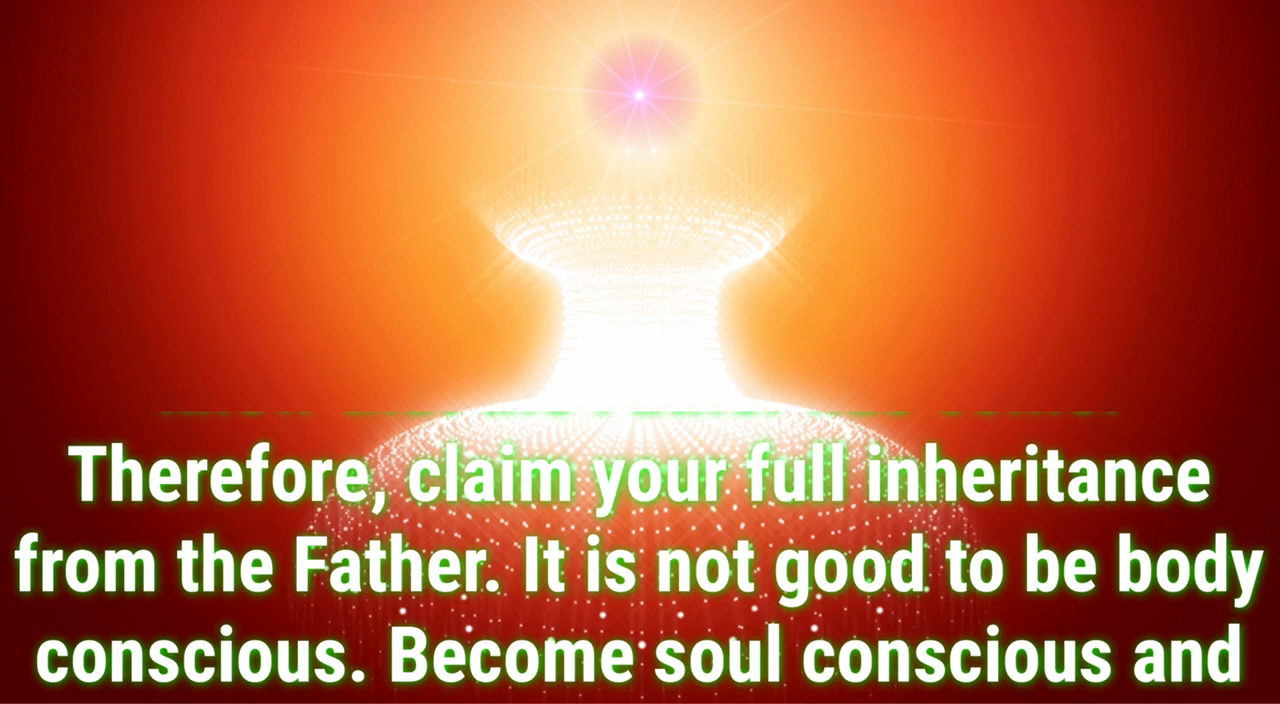 Therefore, claim your full inheritance
from the Father. It is not good to be body
conscious. Become soul conscious and